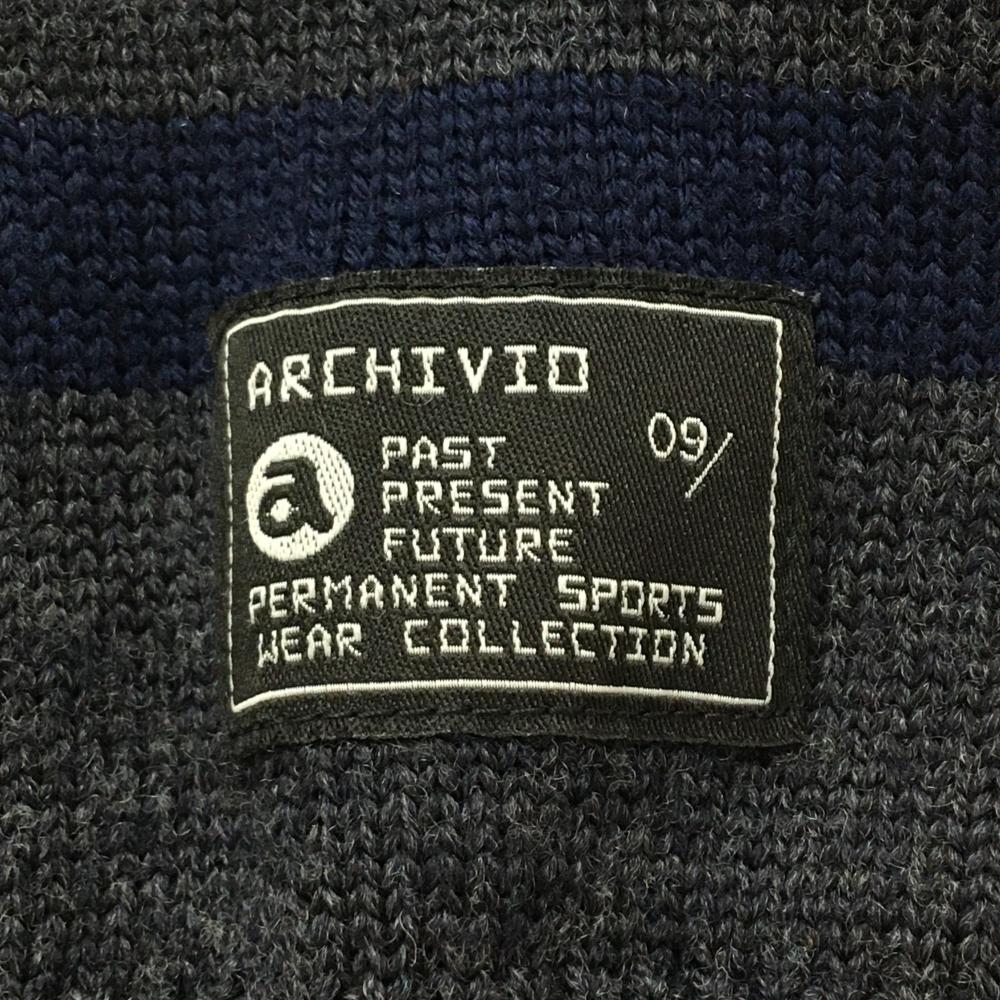 ARCHIVIO
09/
a
PAST
PRESENT
FUTURE
PERMANENT SPORTS
WEAR COLLECTION